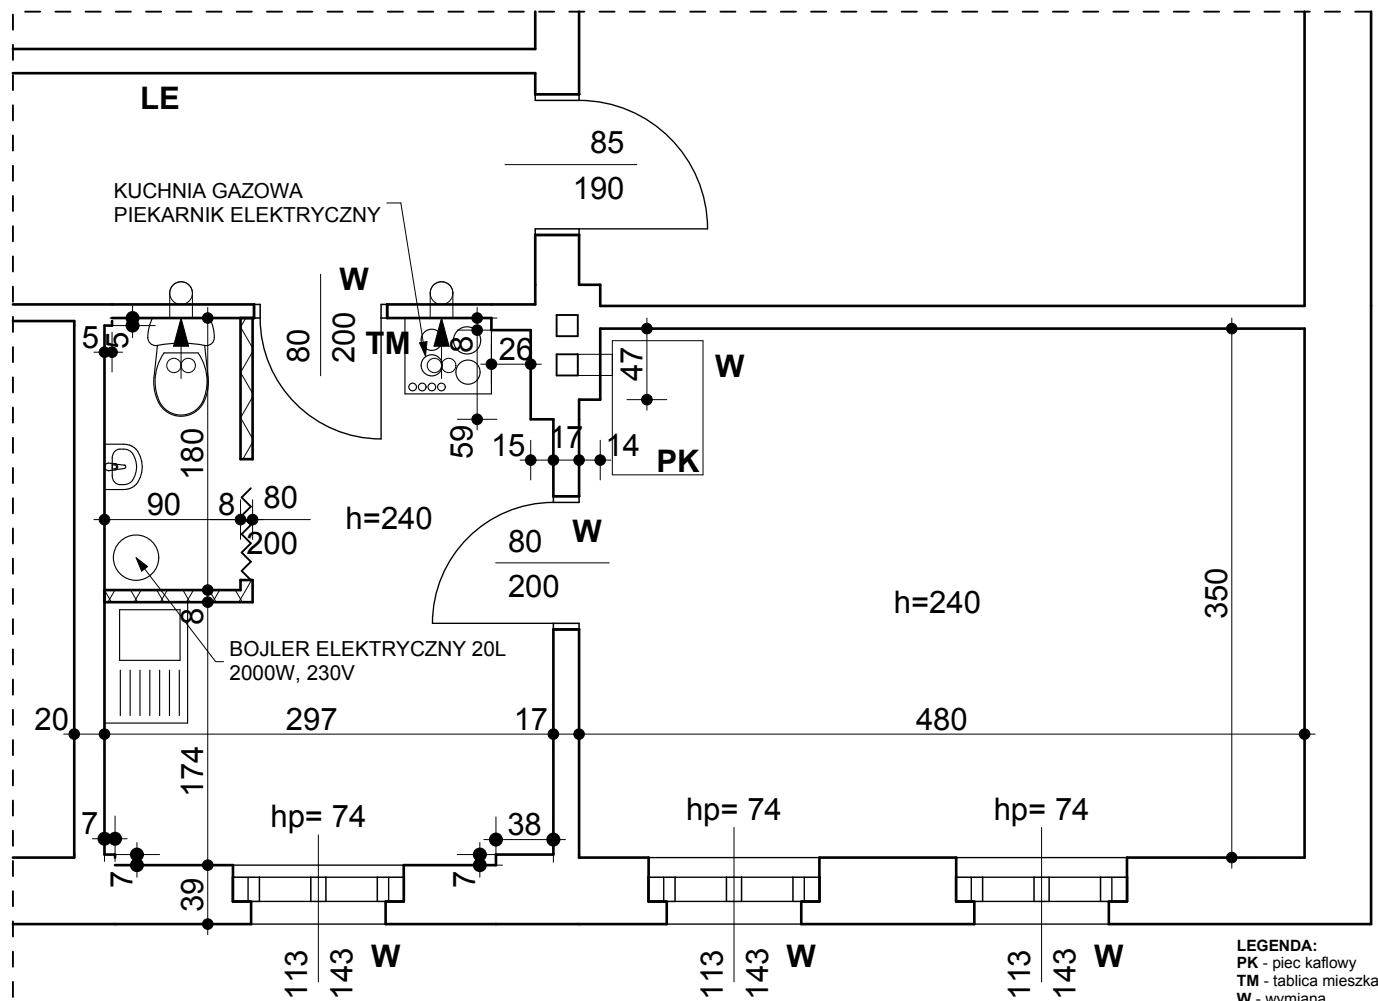 LE
85
190
KUCHNIA GAZOWA
PIEKARNIK ELEKTRYCZNY
W
80
200
TM
8
26
5
5
47
W
59
15
17
14
PK
180
90
8
80
200
h=240
W
80
200
h=240
350
8
BOJLER ELEKTRYCZNY 20L
2000W, 230V
20
297
17
480
174
hp= 74
hp= 74
hp= 74
7
38
7
7
39
113
143
W
113
143
W
113
143
W
LEGENDA:
PK - piec kaflowy
TM - tablica mieszka
W - wymiana